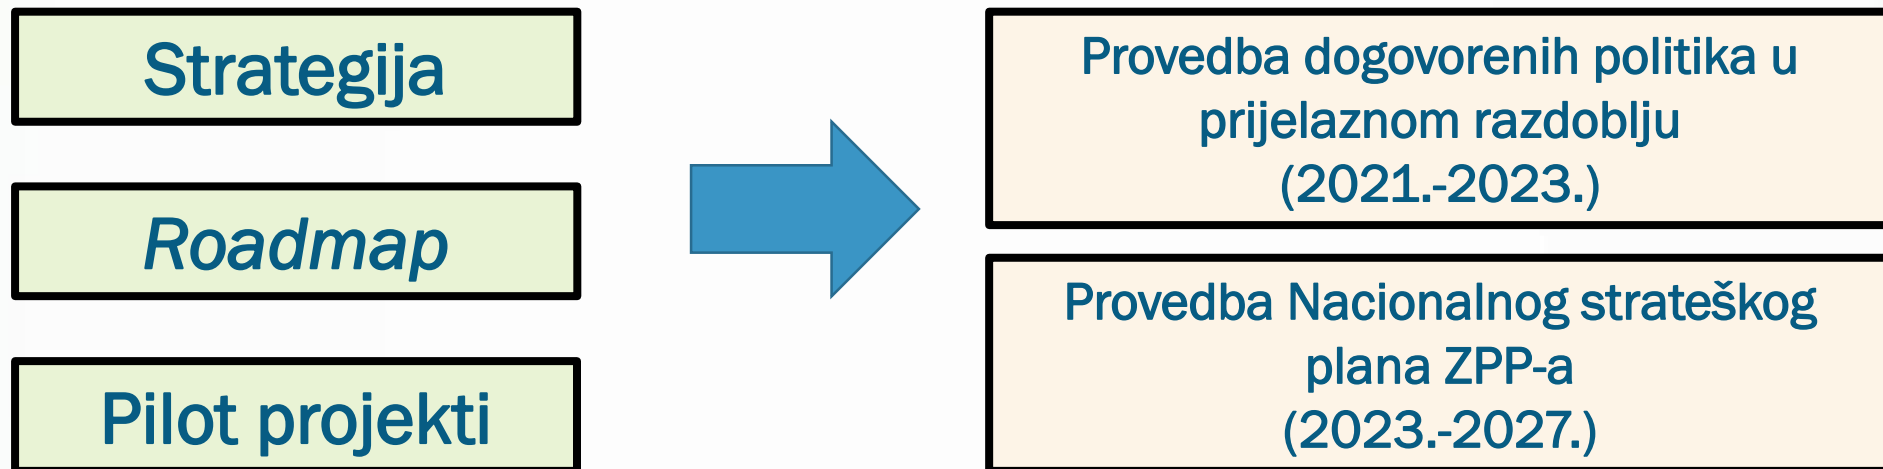 Strategija
Roadmap
Pilot projekti
Provedba dogovorenih politika u
prijelaznom razdoblju
(2021.-2023.)
Provedba Nacionalnog strateškog
plana ZPP-a
(2023.-2027.)